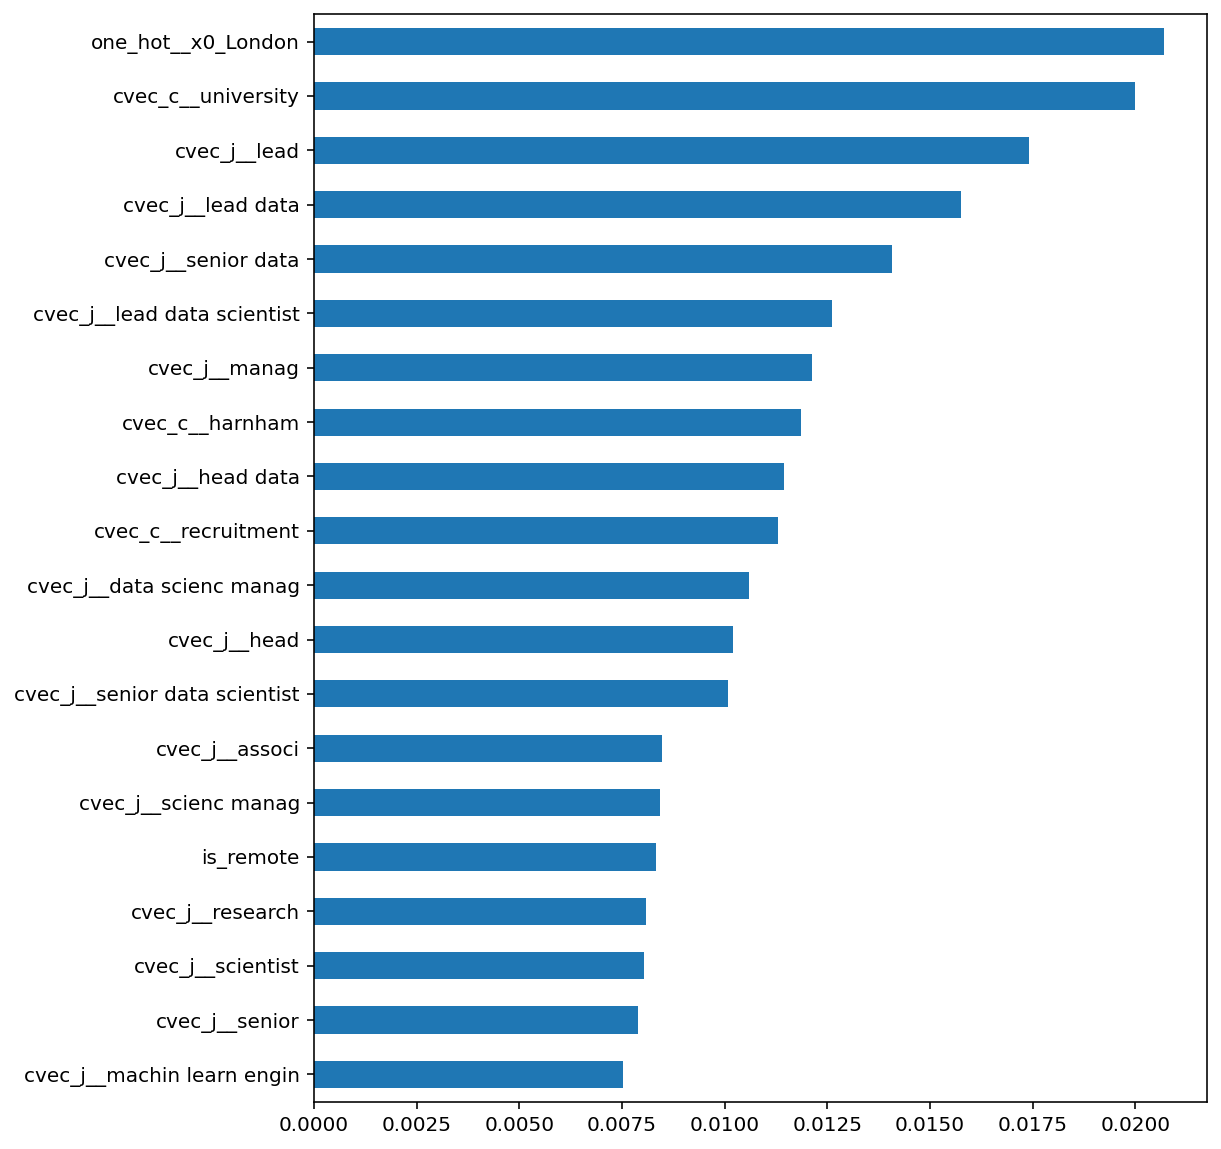 one_hot__x0_London
cvec_c__university
cvec_j__lead
cvec_j__lead data
cvec_j__senior data
cvec_j__lead data scientist
cvec_j__manag
cvec_c__harnham
cvec_j__head data
cvec_c__recruitment
cvec_j__data scienc manag
cvec_j__head
cvec_j__senior data scientist
cvec_j__associ
cvec_j__scienc manag
is_remote
cvec_j__research
cvec_j__scientist
cvec_j__senior
cvec_j__machin learn engin
0.0000 0.0025 0.0050 0.0075 0.0100 0.0125 0.0150 0.0175 0.0200